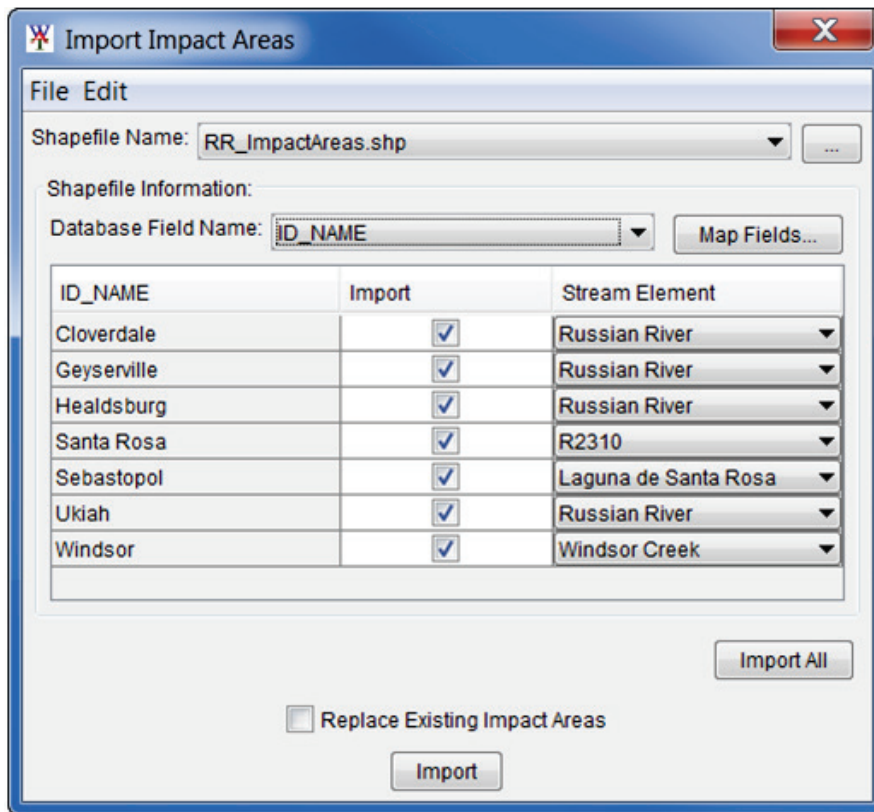 Import Impact Areas
File Edit
Shapefile Name: RR_ImpactAreas.shp ...
Shapefile Information:
Database Field Name: ID_NAME Map Fields...
ID_NAME Import Stream Element
Cloverdale Russian River
Geyserville Russian River
Healdsburg Russian River
Santa Rosa R2310
Sebastopol Laguna de Santa Rosa
Ukiah Russian River
Windsor Windsor Creek
Import All
Replace Existing Impact Areas
Import